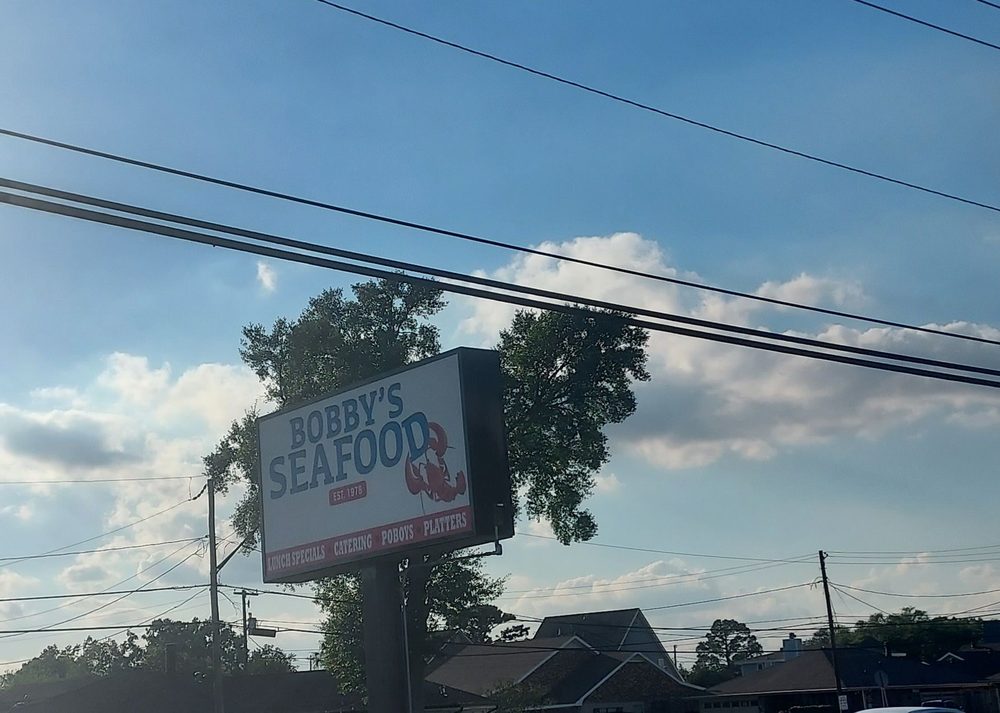 BOBBY'S
SEAFOOD
EST. 1978
LUNCH SPECIALS CATERING POBOYS PLATTERS